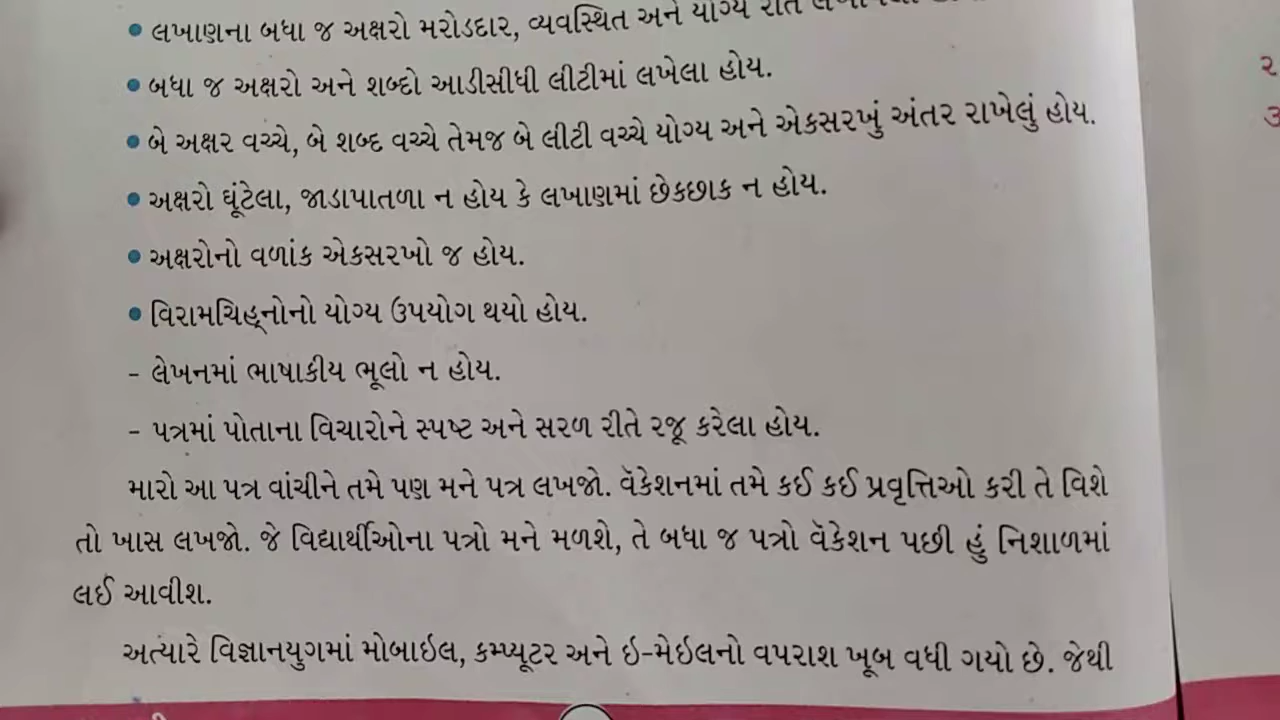 • લખાણના બધા જ અક્ષરો મરોડદાર, વ્યવસ્થિત અને યોગ્ય રીતે
• બધા જ અક્ષરો અને શબ્દો આડીસીધી લીટીમાં લખેલા હોય.
• બે અક્ષર વચ્ચે, બે શબ્દ વચ્ચે તેમજ બે લીટી વચ્ચે યોગ્ય અને એકસરખું અંતર રાખેલું હોય.
• અક્ષરો ઘૂંટેલા, જાડાપાતળા ન હોય કે લખાણમાં છેકછાક ન હોય.
• અક્ષરોનો વળાંક એકસરખો જ હોય.
• વિરામચિહ્નોનો યોગ્ય ઉપયોગ થયો હોય.
- લેખનમાં ભાષાકીય ભૂલો ન હોય.
- પત્રમાં પોતાના વિચારોને સ્પષ્ટ અને સરળ રીતે રજૂ કરેલા હોય.
મારો આ પત્ર વાંચીને તમે પણ મને પત્ર લખજો. વૅકેશનમાં તમે કઈ કઈ પ્રવૃત્તિઓ કરી તે વિશે
તો ખાસ લખજો. જે વિદ્યાર્થીઓના પત્રો મને મળશે, તે બધા જ પત્રો વૅકેશન પછી હું નિશાળમાં
લઈ આવીશ.
અત્યારે વિજ્ઞાનયુગમાં મોબાઇલ, કમ્પ્યૂટર અને ઇ-મેઇલનો વપરાશ ખૂબ વધી ગયો છે. જેથી
૨
૩